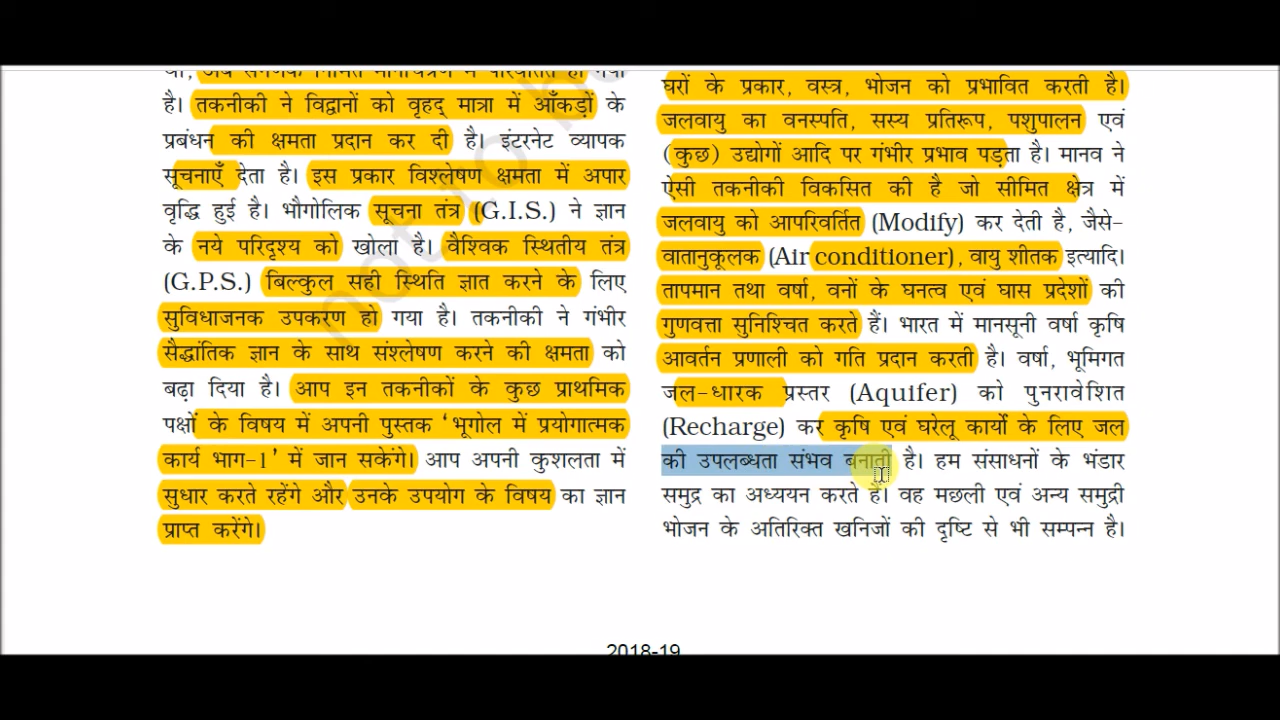 है। तकनीकी ने विद्वानों को वृहद् मात्रा में आँकड़ों के
प्रबंधन की क्षमता प्रदान कर दी है। इंटरनेट व्यापक
सूचनाएँ देता है। इस प्रकार विश्लेषण क्षमता में अपार
वृद्धि हुई है। भौगोलिक सूचना तंत्र (G.I.S.) ने ज्ञान
के नये परिदृश्य को खोला है। वैश्विक स्थितीय तंत्र
(G.P.S.) बिल्कुल सही स्थिति ज्ञात करने के लिए
सुविधाजनक उपकरण हो गया है। तकनीकी ने गंभीर
सैद्धांतिक ज्ञान के साथ संश्लेषण करने की क्षमता को
बढ़ा दिया है। आप इन तकनीकों के कुछ प्राथमिक
पक्षों के विषय में अपनी पुस्तक ‘भूगोल में प्रयोगात्मक
कार्य भाग-1’ में जान सकेंगे। आप अपनी कुशलता में
सुधार करते रहेंगे और उनके उपयोग के विषय का ज्ञान
प्राप्त करेंगे।
घरों के प्रकार, वस्त्र, भोजन को प्रभावित करती है।
जलवायु का वनस्पति, सस्य प्रतिरूप, पशुपालन एवं
(कुछ) उद्योगों आदि पर गंभीर प्रभाव पड़ता है। मानव ने
ऐसी तकनीकी विकसित की है जो सीमित क्षेत्र में
जलवायु को आपरिवर्तित (Modify) कर देती है, जैसे-
वातानुकूलक (Air conditioner), वायु शीतक इत्यादि।
तापमान तथा वर्षा, वनों के घनत्व एवं घास प्रदेशों की
गुणवत्ता सुनिश्चित करते हैं। भारत में मानसूनी वर्षा कृषि
आवर्तन प्रणाली को गति प्रदान करती है। वर्षा, भूमिगत
जल-धारक प्रस्तर (Aquifer) को पुनरावेशित
(Recharge) कर कृषि एवं घरेलू कार्यों के लिए जल
की उपलब्धता संभव बनाती है। हम संसाधनों के भंडार
समुद्र का अध्ययन करते हैं। वह मछली एवं अन्य समुद्री
भोजन के अतिरिक्त खनिजों की दृष्टि से भी सम्पन्न है।
2018-19